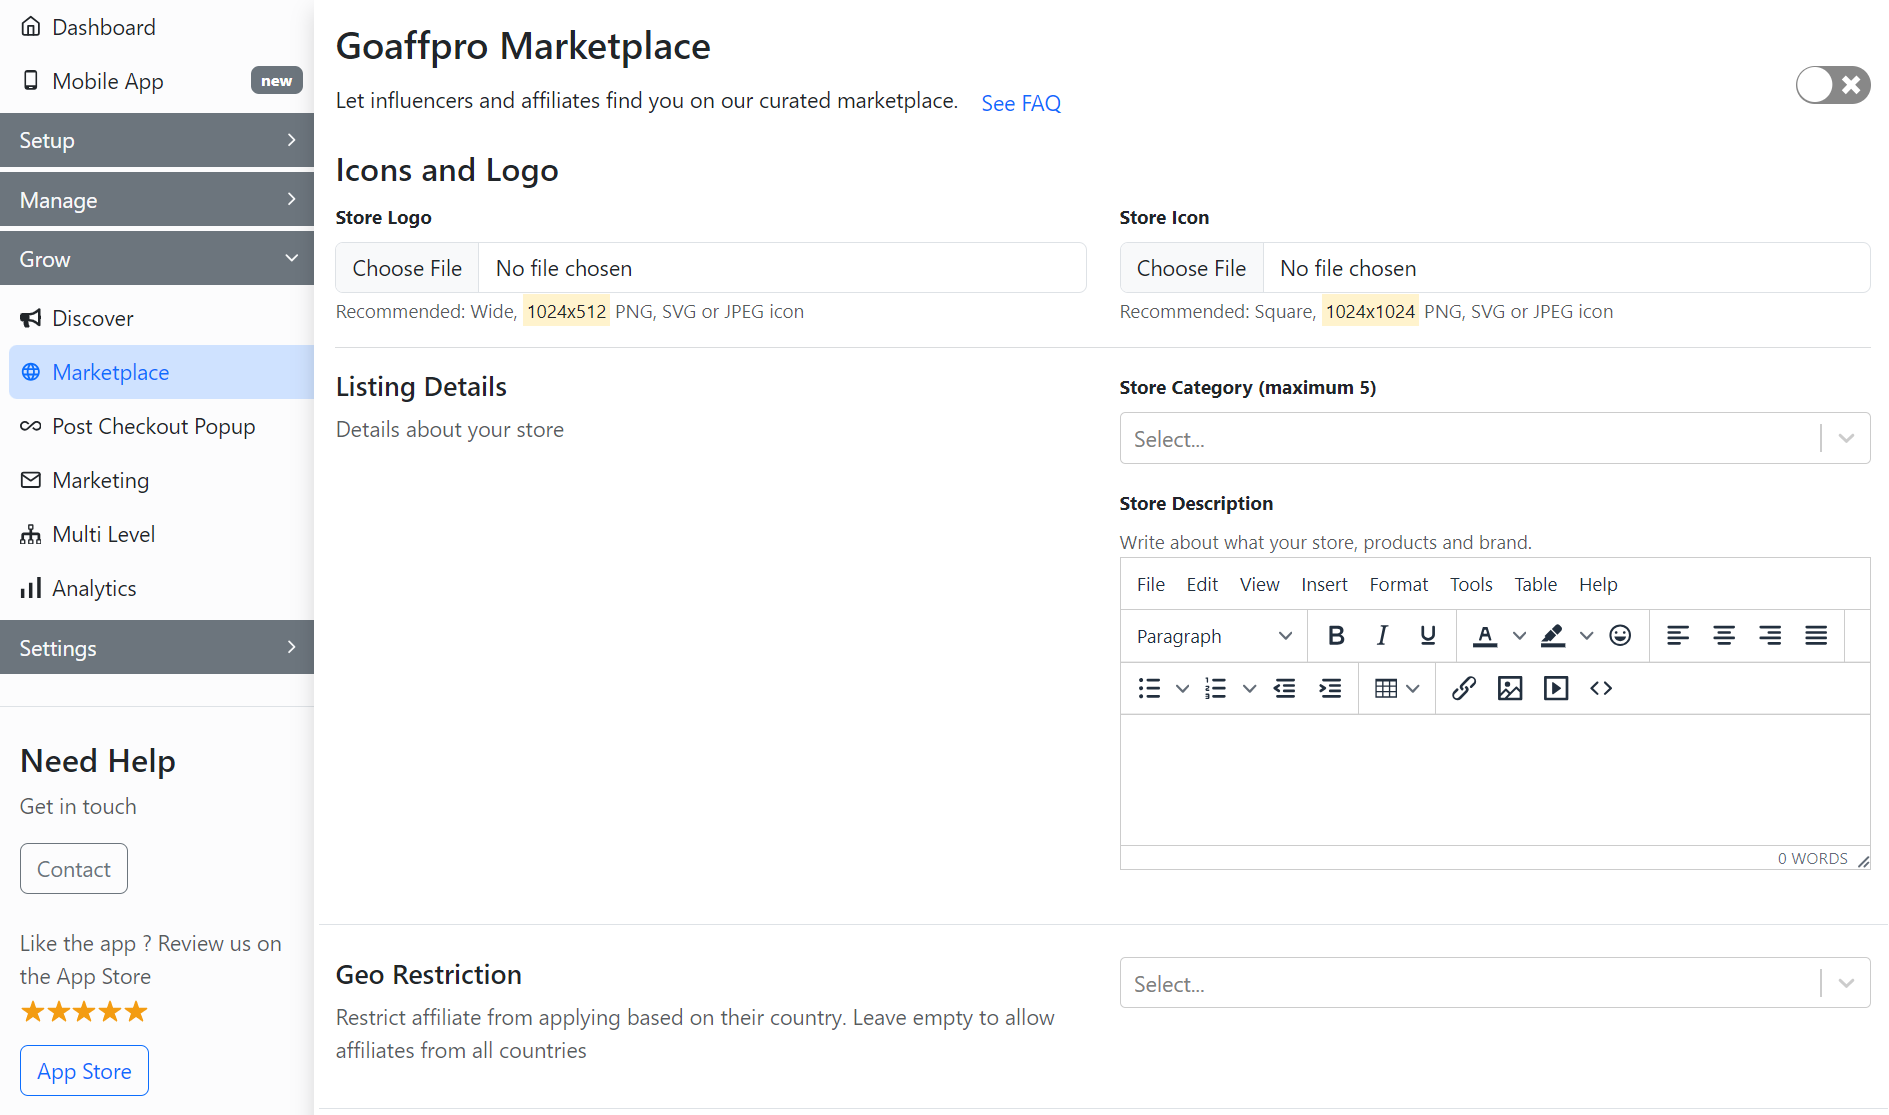 Dashboard
Mobile App
new
Setup
Manage
Grow
Discover
Marketplace
Post Checkout Popup
Marketing
Multi Level
Analytics
Settings
Need Help
Get in touch
Contact
Like the app ? Review us on
the App Store
App Store
Goaffpro Marketplace
Let influencers and affiliates find you on our curated marketplace. See FAQ
Icons and Logo
Store Logo
Choose File No file chosen
Recommended: Wide, 1024x512 PNG, SVG or JPEG icon
Store Icon
Choose File No file chosen
Recommended: Square, 1024x1024 PNG, SVG or JPEG icon
Listing Details
Details about your store
Store Category (maximum 5)
Select...
Store Description
Write about what your store, products and brand.
File Edit View Insert Format Tools Table Help
Paragraph B I U A
0 WORDS
Geo Restriction
Restrict affiliate from applying based on their country. Leave empty to allow
affiliates from all countries
Select...